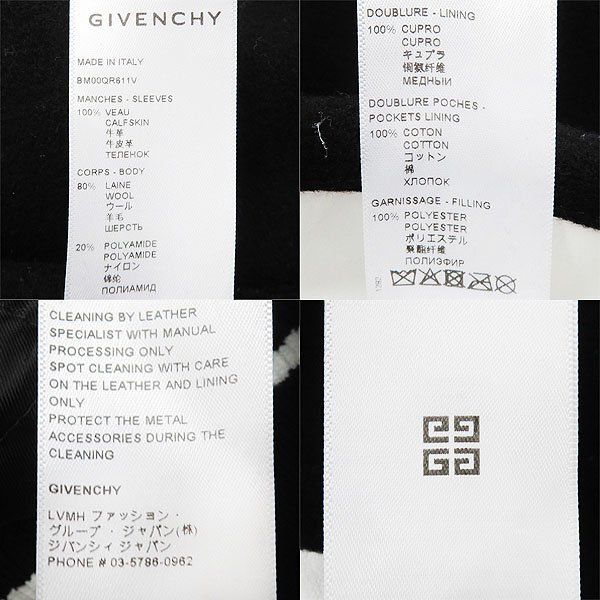 GIVENCHY
MADE IN ITALY
BM00QR611V
MANCHES - SLEEVES
100% VEAU
CALFSKIN
牛革
牛皮革
ТЕЛЕНОК
CORPS - BODY
80% LAINE
WOOL
ウール
羊毛
ШЕРСТЬ
20% POLYAMIDE
POLYAMIDE
ナイロン
锦纶
ПОЛИАМИД
DOUBLURE - LINING
100% CUPRO
CUPRO
キュプラ
铜氨纤维
МЕДНЫЙ
DOUBLURE POCHES -
POCKETS LINING
100% COTON
COTTON
コットン
棉
ХЛОПОК
GARNISSAGE - FILLING
100% POLYESTER
POLYESTER
ポリエステル
聚酯纤维
ПОЛИЭФИР
CLEANING BY LEATHER
SPECIALIST WITH MANUAL
PROCESSING ONLY
SPOT CLEANING WITH CARE
ON THE LEATHER AND LINING
ONLY
PROTECT THE METAL
ACCESSORIES DURING THE
CLEANING
GIVENCHY
LVMH ファッション・
グループ・ジャパン(株)
ジバンシィ ジャパン
PHONE # 03-5786-0962